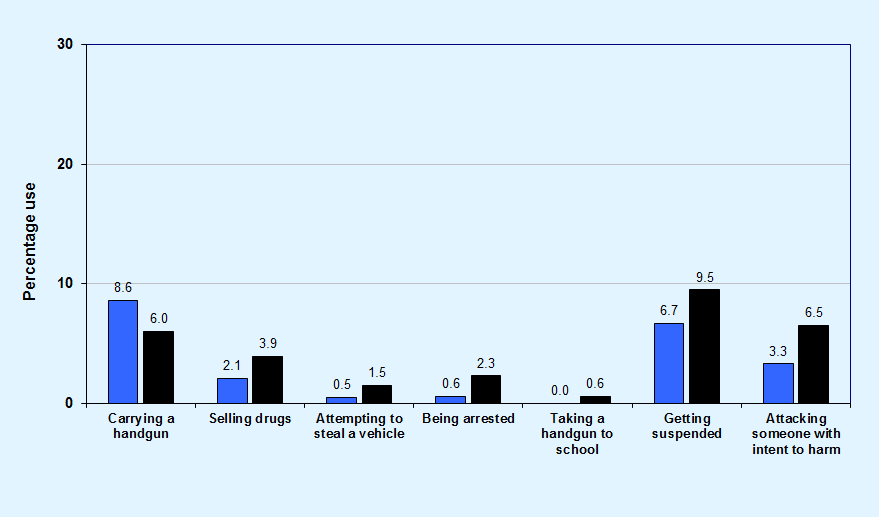 30
20
10
0
Percentage use
8.6
6.0
2.1
3.9
0.5
1.5
0.6
2.3
0.0
0.6
6.7
9.5
3.3
6.5
Carrying a
handgun
Selling drugs
Attempting to
steal a vehicle
Being arrested
Taking a
handgun to
school
Getting
suspended
Attacking
someone with
intent to harm